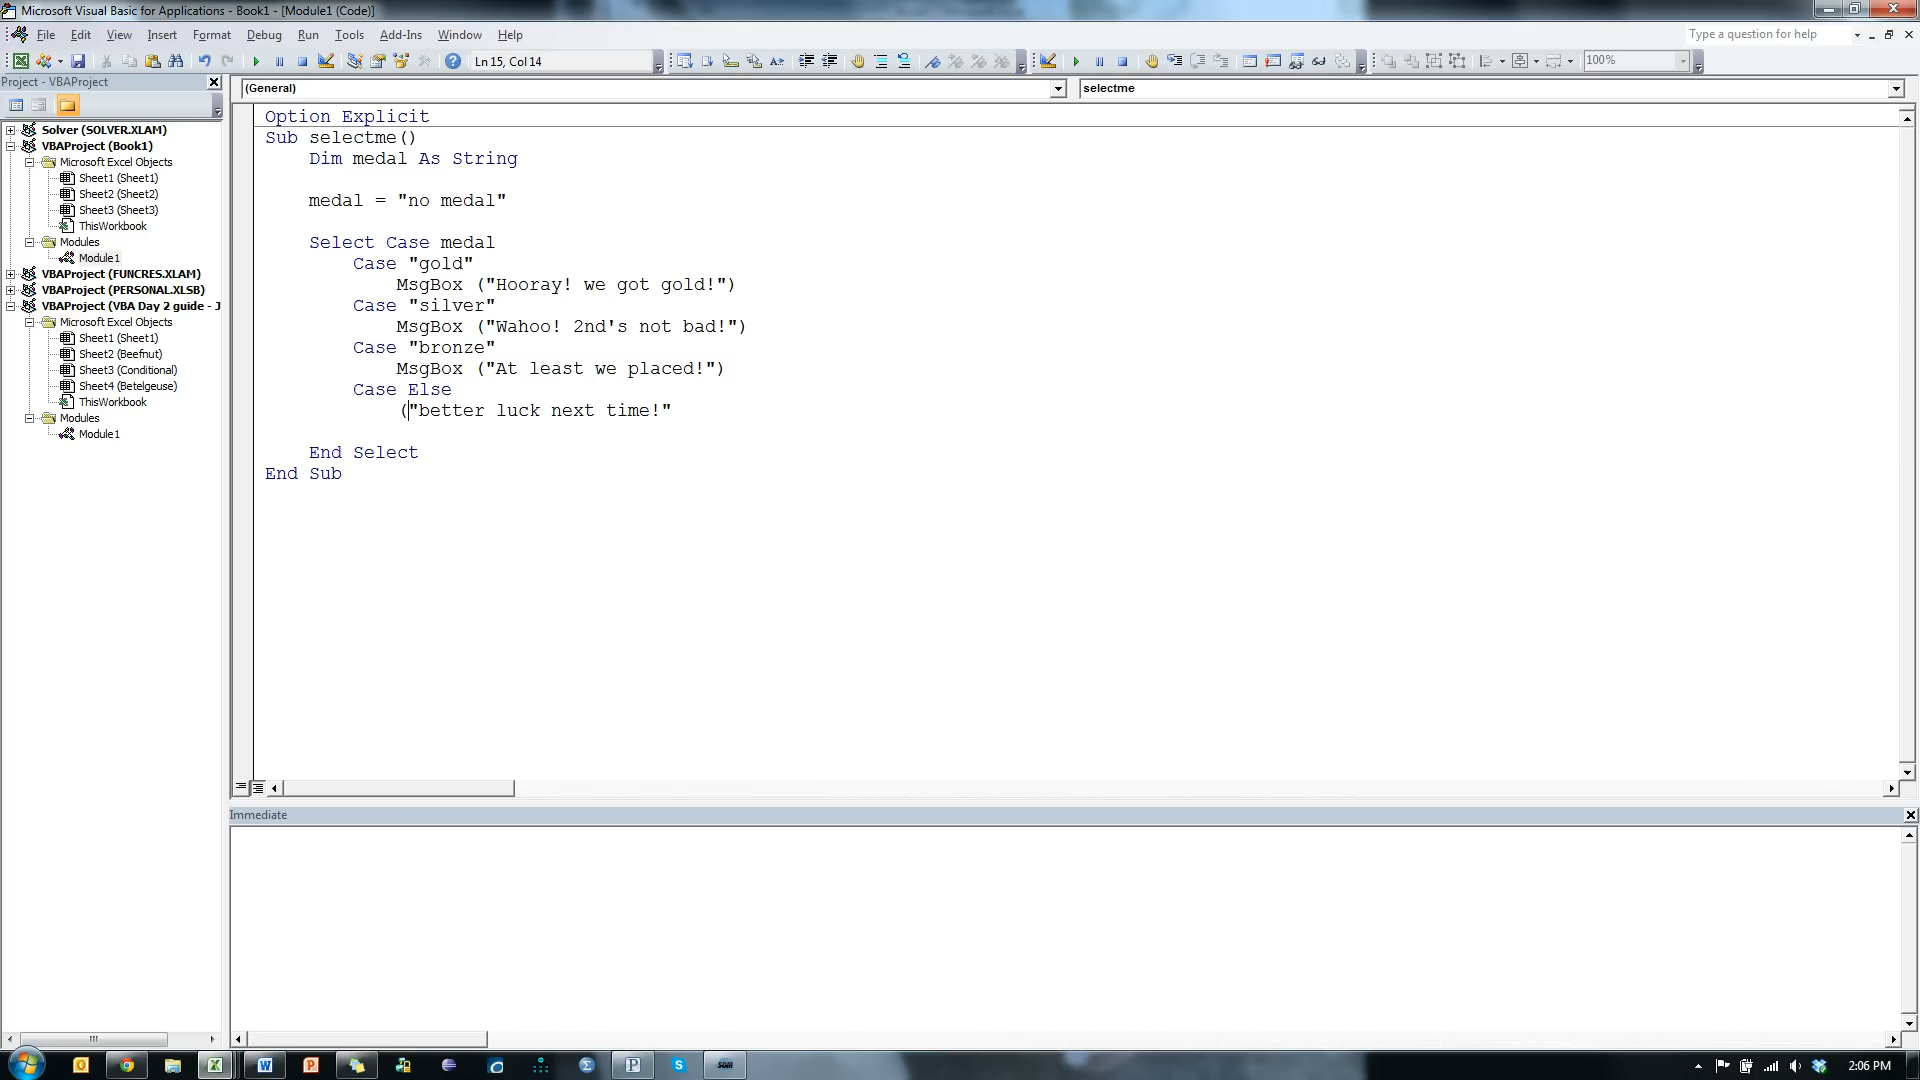 Microsoft Visual Basic for Applications - Book1 - [Module1 (Code)]
File Edit View Insert Format Debug Run Tools Add-Ins Window Help
Type a question for help
Ln 15, Col 14
100%
Project - VBAProject
(General)
selectme
Solver (SOLVER.XLAM)
VBAProject (Book1)
Microsoft Excel Objects
Sheet1 (Sheet1)
Sheet2 (Sheet2)
Sheet3 (Sheet3)
ThisWorkbook
Modules
Module1
VBAProject (FUNCRES.XLAM)
VBAProject (PERSONAL.XLSB)
VBAProject (VBA Day 2 guide - J
Microsoft Excel Objects
Sheet1 (Sheet1)
Sheet2 (Beefnut)
Sheet3 (Conditional)
Sheet4 (Betelgeuse)
ThisWorkbook
Modules
Module1
Option Explicit
Sub selectme()
    Dim medal As String
    medal = "no medal"
    Select Case medal
        Case "gold"
            MsgBox ("Hooray! we got gold!")
        Case "silver"
            MsgBox ("Wahoo! 2nd's not bad!")
        Case "bronze"
            MsgBox ("At least we placed!")
        Case Else
            ("better luck next time!"
    End Select
End Sub
Immediate
2:06 PM